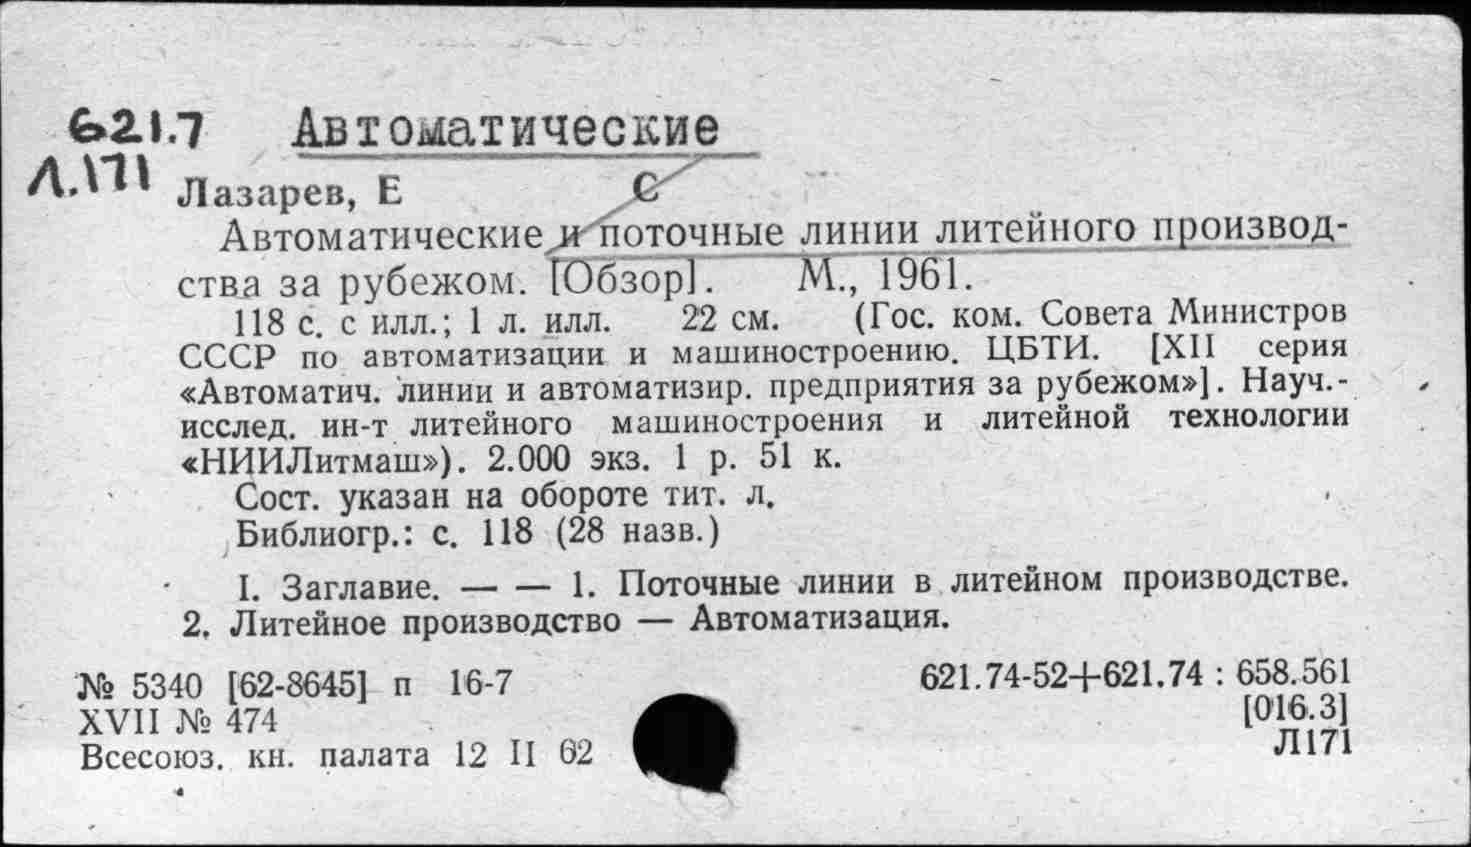 621.7 Автоматические
Л.171
Лазарев, Е С
Автоматические и поточные линии литейного производ-
ства за рубежом. [Обзор]. М., 1961.
118 с. с илл.; 1 л. илл. 22 см. (Гос. ком. Совета Министров
СССР по автоматизации и машиностроению. ЦБТИ. [XII серия
«Автоматич. линии и автоматизир. предприятия за рубежом»]. Науч.-
исслед. ин-т литейного машиностроения и литейной технологии
«НИИЛитмаш»). 2.000 экз. 1 р. 51 к.
Сост. указан на обороте тит. л.
Библиогр.: с. 118 (28 назв.)
I. Заглавие. — — 1. Поточные линии в литейном производстве.
2. Литейное производство — Автоматизация.
№ 5340 [62-8645] п 16-7 621.74-52+621.74 : 658.561
XVII № 474 [016.3]
Всесоюз. кн. палата 12 II 62 Л171